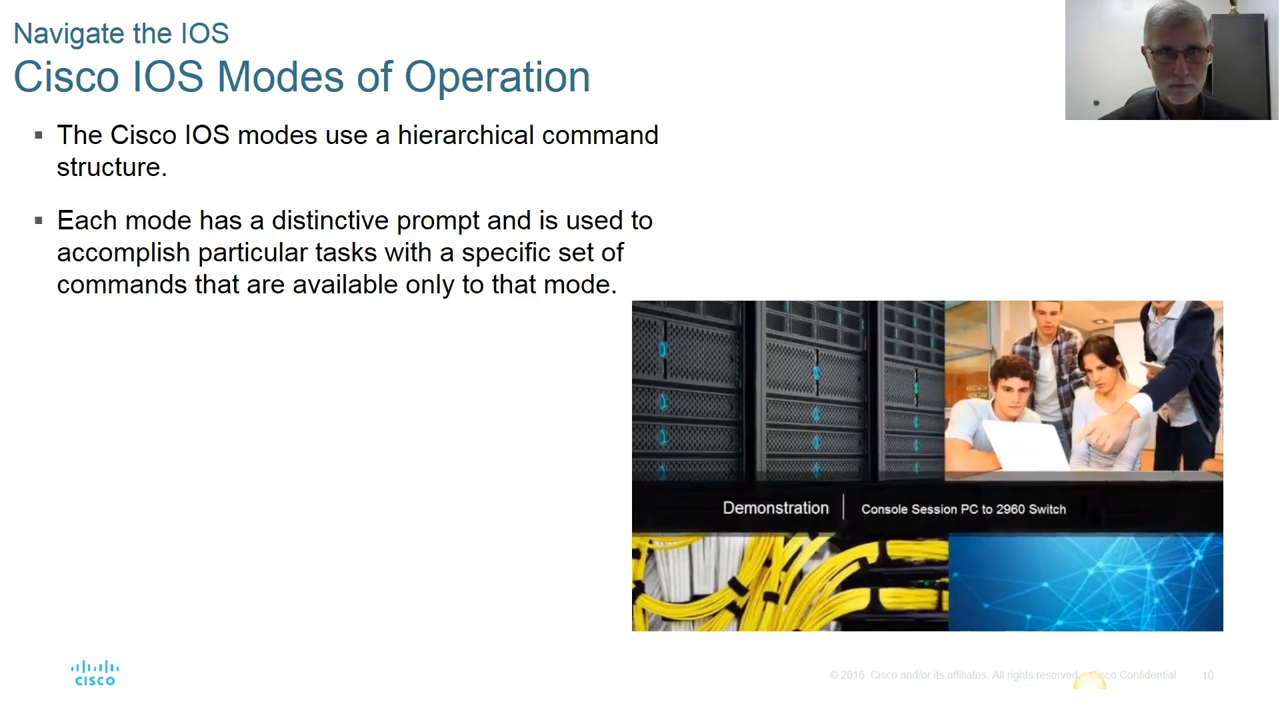 Navigate the IOS
Cisco IOS Modes of Operation
▪ The Cisco IOS modes use a hierarchical command
structure.
▪ Each mode has a distinctive prompt and is used to
accomplish particular tasks with a specific set of
commands that are available only to that mode.
Demonstration | Console Session PC to 2960 Switch
CISCO
© 2016 Cisco and/or its affiliates. All rights reserved. Cisco Confidential 10